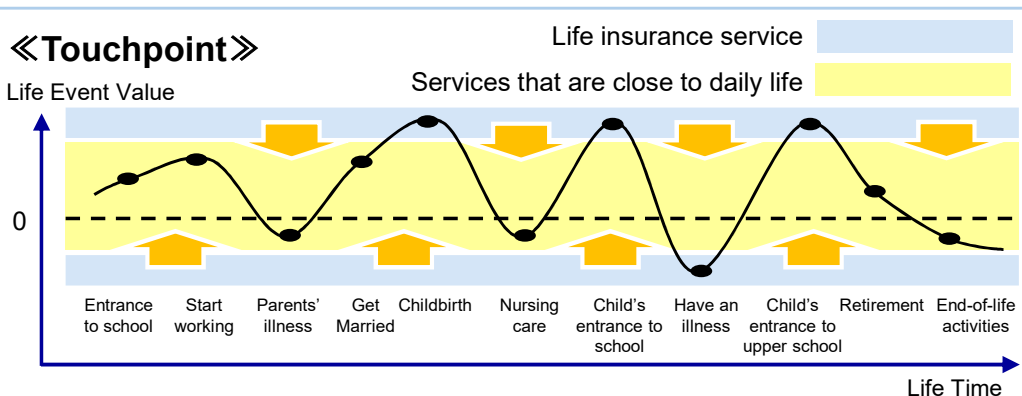 ≪Touchpoint≫
Life insurance service
Services that are close to daily life
Life Event Value
0
Entrance
to school
Start
working
Parents'
illness
Get
Married
Childbirth
Nursing
care
Child's
entrance to
school
Have an
illness
Child's
entrance to
upper school
Retirement
End-of-life
activities
Life Time